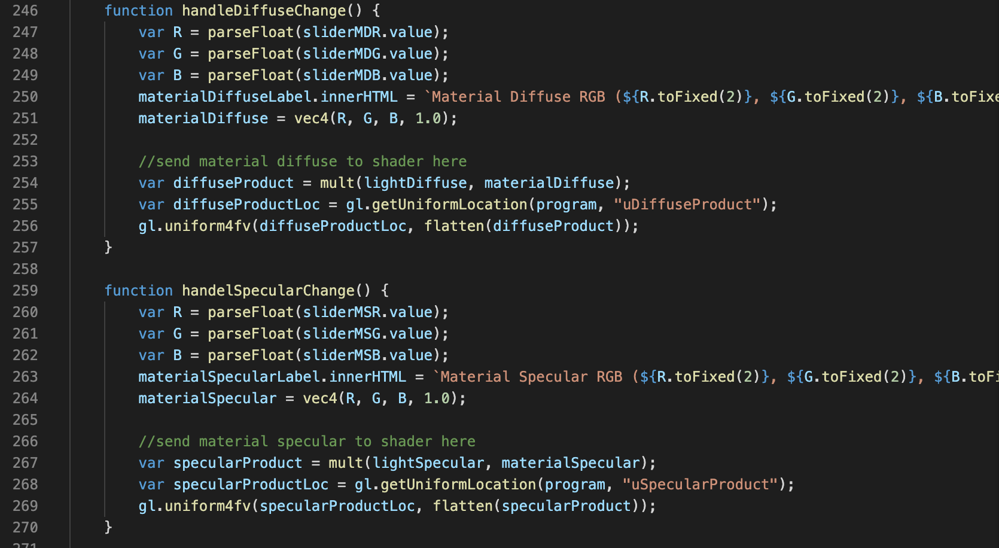 246 function handleDiffuseChange() {
247 var R = parseFloat(sliderMDR.value);
248 var G = parseFloat(sliderMDG.value);
249 var B = parseFloat(sliderMDB.value);
250 materialDiffuseLabel.innerHTML = `Material Diffuse RGB (${R.toFixed(2)}, ${G.toFixed(2)}, ${B.toFixe
251 materialDiffuse = vec4(R, G, B, 1.0);
252
253 //send material diffuse to shader here
254 var diffuseProduct = mult(lightDiffuse, materialDiffuse);
255 var diffuseProductLoc = gl.getUniformLocation(program, "uDiffuseProduct");
256 gl.uniform4fv(diffuseProductLoc, flatten(diffuseProduct));
257 }
258
259 function handelSpecularChange() {
260 var R = parseFloat(sliderMSR.value);
261 var G = parseFloat(sliderMSG.value);
262 var B = parseFloat(sliderMSB.value);
263 materialSpecularLabel.innerHTML = `Material Specular RGB (${R.toFixed(2)}, ${G.toFixed(2)}, ${B.toFi
264 materialSpecular = vec4(R, G, B, 1.0);
265
266 //send material specular to shader here
267 var specularProduct = mult(lightSpecular, materialSpecular);
268 var specularProductLoc = gl.getUniformLocation(program, "uSpecularProduct");
269 gl.uniform4fv(specularProductLoc, flatten(specularProduct));
270 }
271